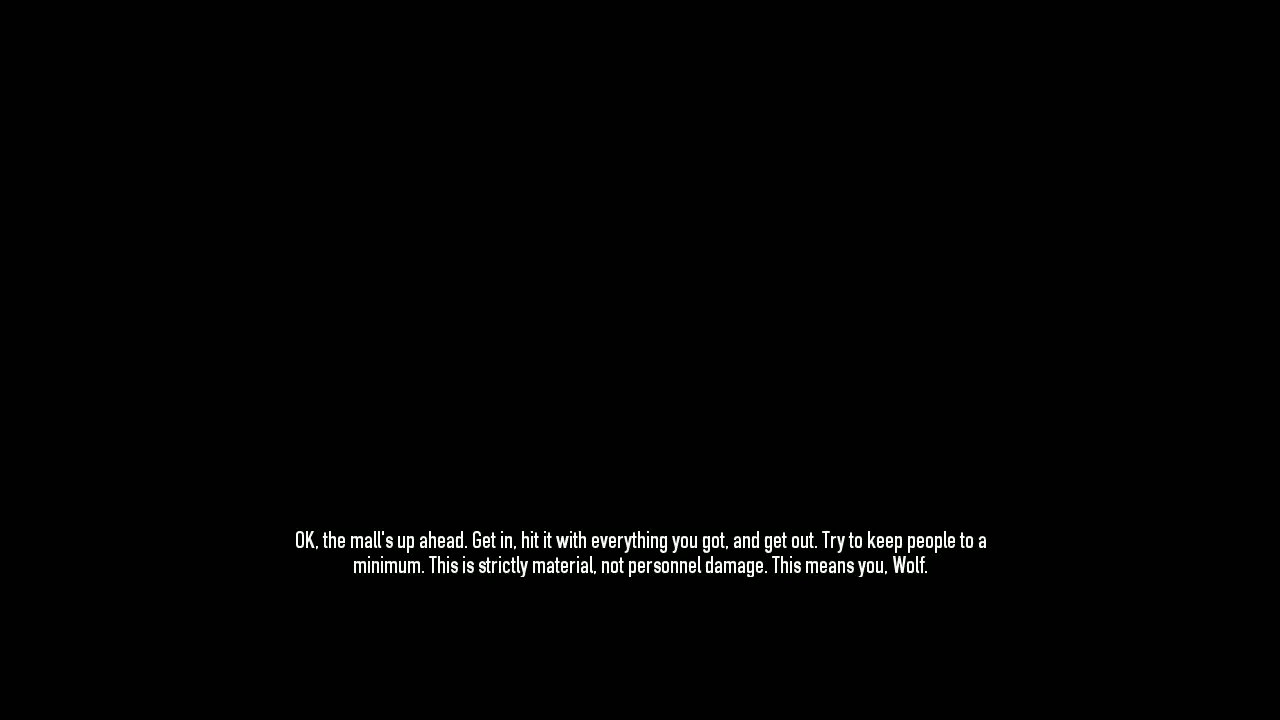 OK, the mall's up ahead. Get in, hit it with everything you got, and get out. Try to keep people to a
minimum. This is strictly material, not personnel damage. This means you, Wolf.